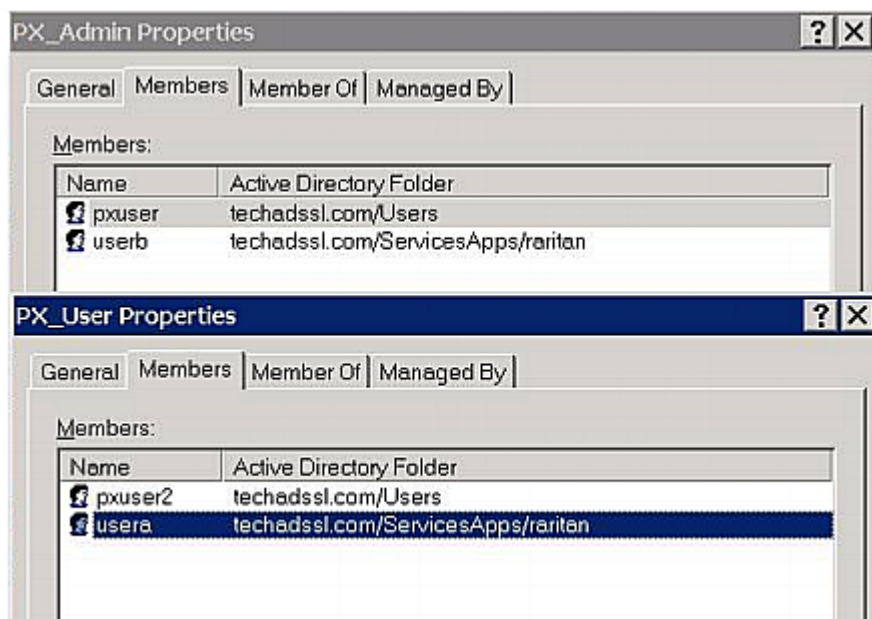 PX_Admin Properties
General Members Member Of Managed By
Members:
Name Active Directory Folder
pxuser techadssl.com/Users
userb techadssl.com/ServicesApps/raritan
PX_User Properties
General Members Member Of Managed By
Members:
Name Active Directory Folder
pxuser2 techadssl.com/Users
usera techadssl.com/ServicesApps/raritan